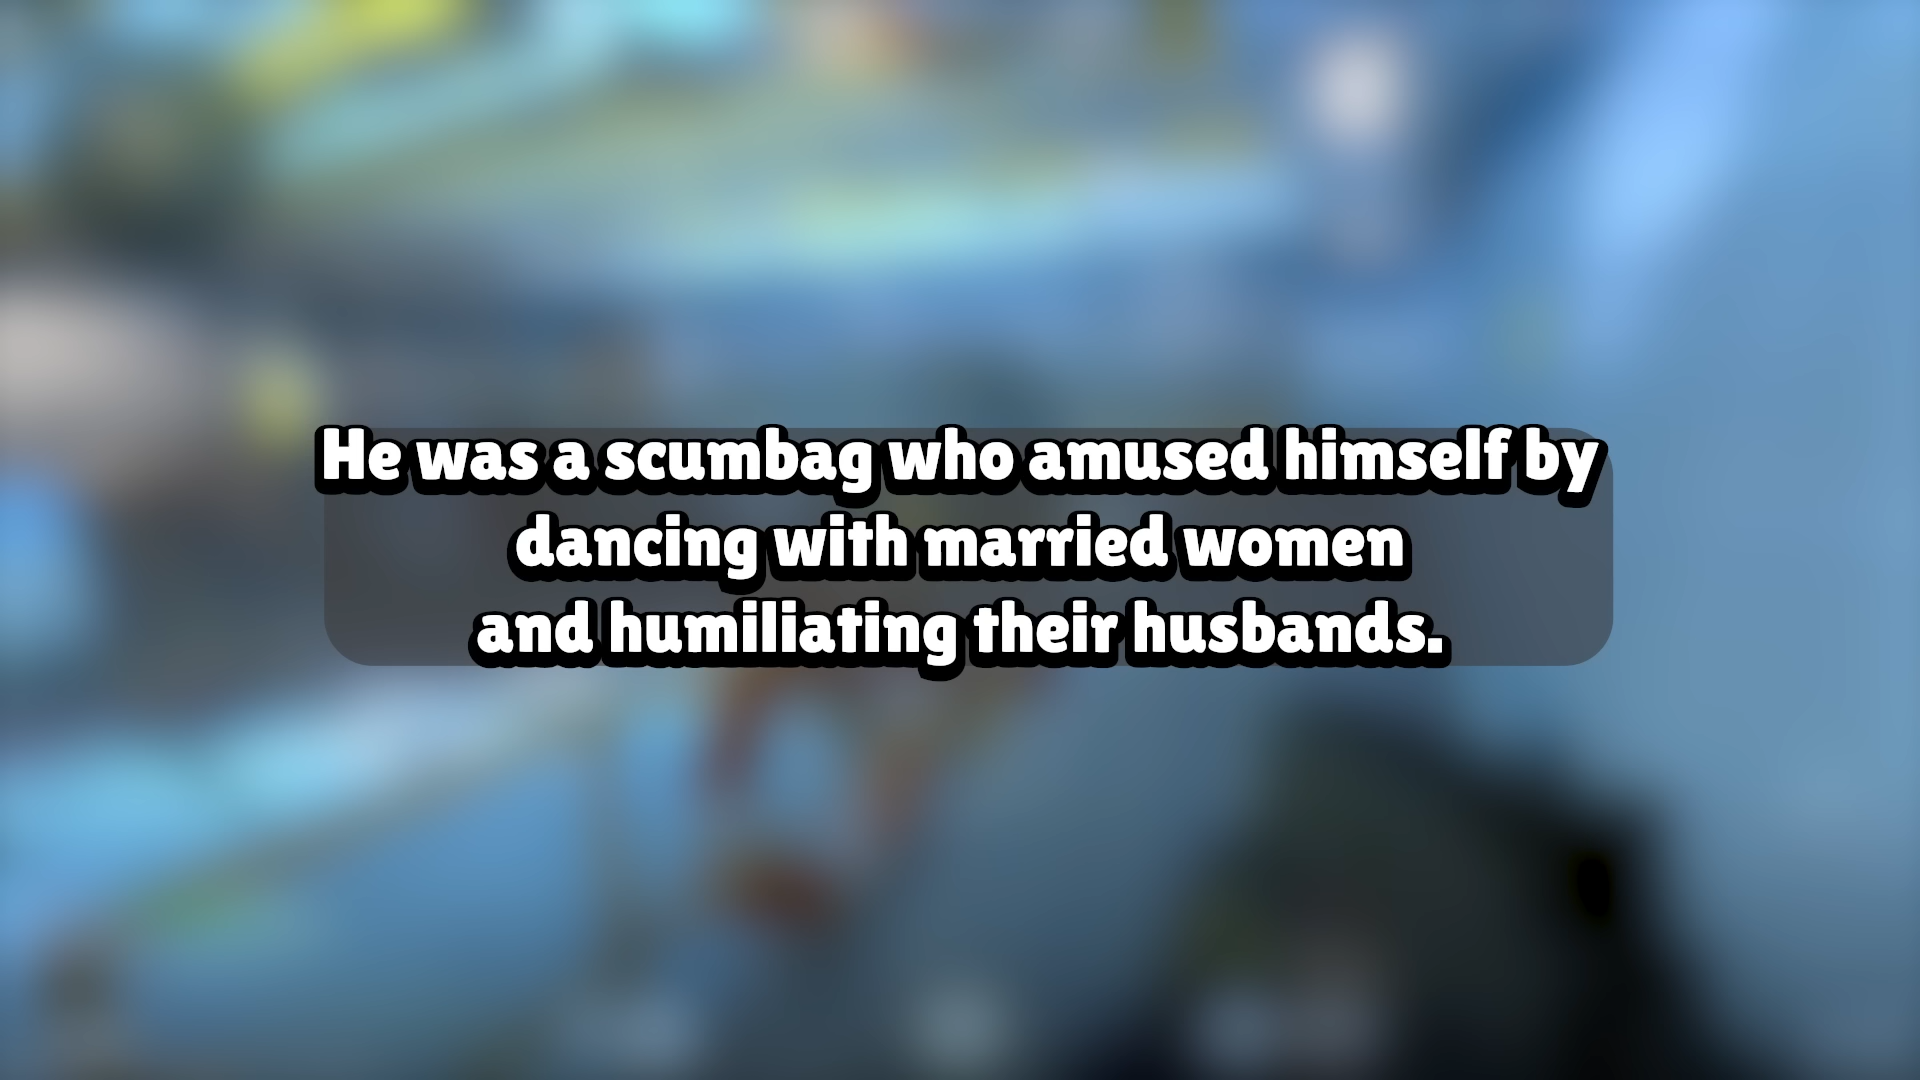 He was a scumbag who amused himself by
dancing with married women
and humiliating their husbands.